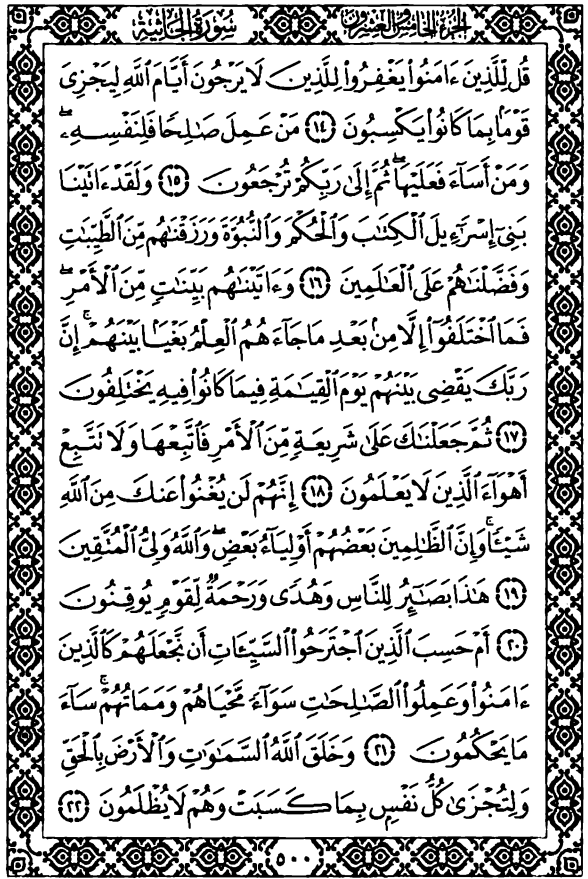 الجزء الخامس والعشرون سورة الجاثية
قُل لِّلَّذِينَ ءَامَنُوا۟ يَغْفِرُوا۟ لِلَّذِينَ لَا يَرْجُونَ أَيَّامَ ٱللَّهِ لِيَجْزِىَ
قَوْمًۢا بِمَا كَانُوا۟ يَكْسِبُونَ ﴿١٤﴾ مَنْ عَمِلَ صَٰلِحًا فَلِنَفْسِهِۦ ۖ
وَمَنْ أَسَآءَ فَعَلَيْهَا ۖ ثُمَّ إِلَىٰ رَبِّكُمْ تُرْجَعُونَ ﴿١٥﴾ وَلَقَدْ ءَاتَيْنَا
بَنِىٓ إِسْرَٰٓءِيلَ ٱلْكِتَٰبَ وَٱلْحُكْمَ وَٱلنُّبُوَّةَ وَرَزَقْنَٰهُم مِّنَ ٱلطَّيِّبَٰتِ
وَفَضَّلْنَٰهُمْ عَلَى ٱلْعَٰلَمِينَ ﴿١٦﴾ وَءَاتَيْنَٰهُم بَيِّنَٰتٍ مِّنَ ٱلْأَمْرِ ۖ
فَمَا ٱخْتَلَفُوٓا۟ إِلَّا مِنۢ بَعْدِ مَا جَآءَهُمُ ٱلْعِلْمُ بَغْيًۢا بَيْنَهُمْ ۚ إِنَّ
رَبَّكَ يَقْضِى بَيْنَهُمْ يَوْمَ ٱلْقِيَٰمَةِ فِيمَا كَانُوا۟ فِيهِ يَخْتَلِفُونَ
﴿١٧﴾ ثُمَّ جَعَلْنَٰكَ عَلَىٰ شَرِيعَةٍ مِّنَ ٱلْأَمْرِ فَٱتَّبِعْهَا وَلَا تَتَّبِعْ
أَهْوَآءَ ٱلَّذِينَ لَا يَعْلَمُونَ ﴿١٨﴾ إِنَّهُمْ لَن يُغْنُوا۟ عَنكَ مِنَ ٱللَّهِ
شَيْـًٔا ۚ وَإِنَّ ٱلظَّٰلِمِينَ بَعْضُهُمْ أَوْلِيَآءُ بَعْضٍ ۖ وَٱللَّهُ وَلِىُّ ٱلْمُتَّقِينَ
﴿١٩﴾ هَٰذَا بَصَٰٓئِرُ لِلنَّاسِ وَهُدًى وَرَحْمَةٌ لِّقَوْمٍ يُوقِنُونَ
﴿٢٠﴾ أَمْ حَسِبَ ٱلَّذِينَ ٱجْتَرَحُوا۟ ٱلسَّيِّـَٔاتِ أَن نَّجْعَلَهُمْ كَٱلَّذِينَ
ءَامَنُوا۟ وَعَمِلُوا۟ ٱلصَّٰلِحَٰتِ سَوَآءً مَّحْيَاهُمْ وَمَمَاتُهُمْ ۚ سَآءَ
مَا يَحْكُمُونَ ﴿٢١﴾ وَخَلَقَ ٱللَّهُ ٱلسَّمَٰوَٰتِ وَٱلْأَرْضَ بِٱلْحَقِّ
وَلِتُجْزَىٰ كُلُّ نَفْسٍۭ بِمَا كَسَبَتْ وَهُمْ لَا يُظْلَمُونَ ﴿٢٢﴾
٥٠٠